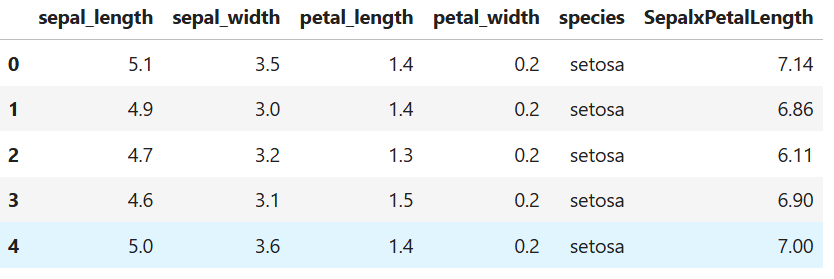 sepal_length sepal_width petal_length petal_width species SepalxPetalLength
0 5.1 3.5 1.4 0.2 setosa 7.14
1 4.9 3.0 1.4 0.2 setosa 6.86
2 4.7 3.2 1.3 0.2 setosa 6.11
3 4.6 3.1 1.5 0.2 setosa 6.90
4 5.0 3.6 1.4 0.2 setosa 7.00